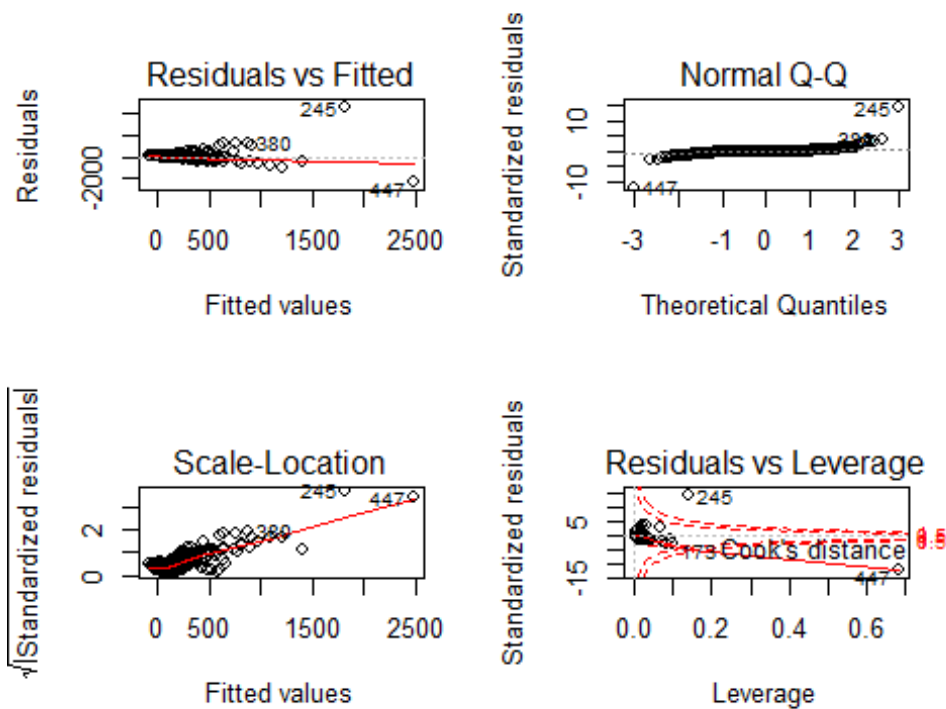 Residuals vs Fitted
Residuals
-2000
245
380
447
0 500 1500 2500
Fitted values
Normal Q-Q
Standardized residuals
-10 10
245
380
447
-3 -1 0 1 2 3
Theoretical Quantiles
Scale-Location
√|Standardized residuals|
0 2
245
447
380
0 500 1500 2500
Fitted values
Residuals vs Leverage
Standardized residuals
-15 5
245
173
Cook's distance
447
0.5
0.5
0.0 0.2 0.4 0.6
Leverage